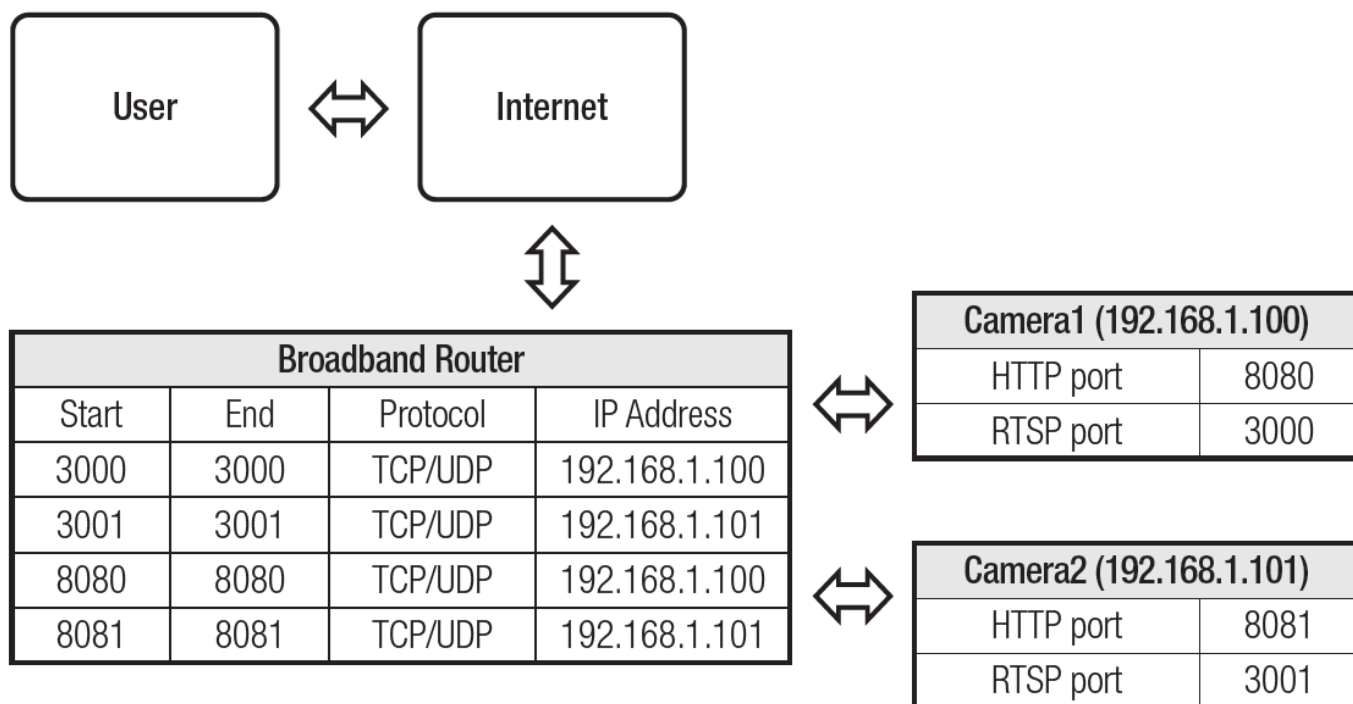 User
Internet
Broadband Router
Start End Protocol IP Address
3000 3000 TCP/UDP 192.168.1.100
3001 3001 TCP/UDP 192.168.1.101
8080 8080 TCP/UDP 192.168.1.100
8081 8081 TCP/UDP 192.168.1.101
Camera1 (192.168.1.100)
HTTP port 8080
RTSP port 3000
Camera2 (192.168.1.101)
HTTP port 8081
RTSP port 3001